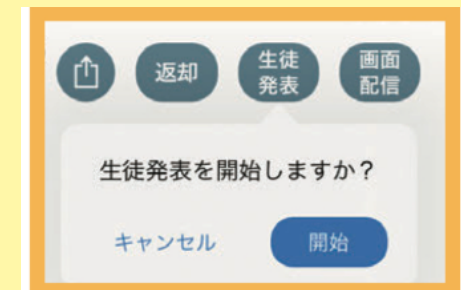 返却
生徒
発表
画面
配信
生徒発表を開始しますか？
キャンセル
開始